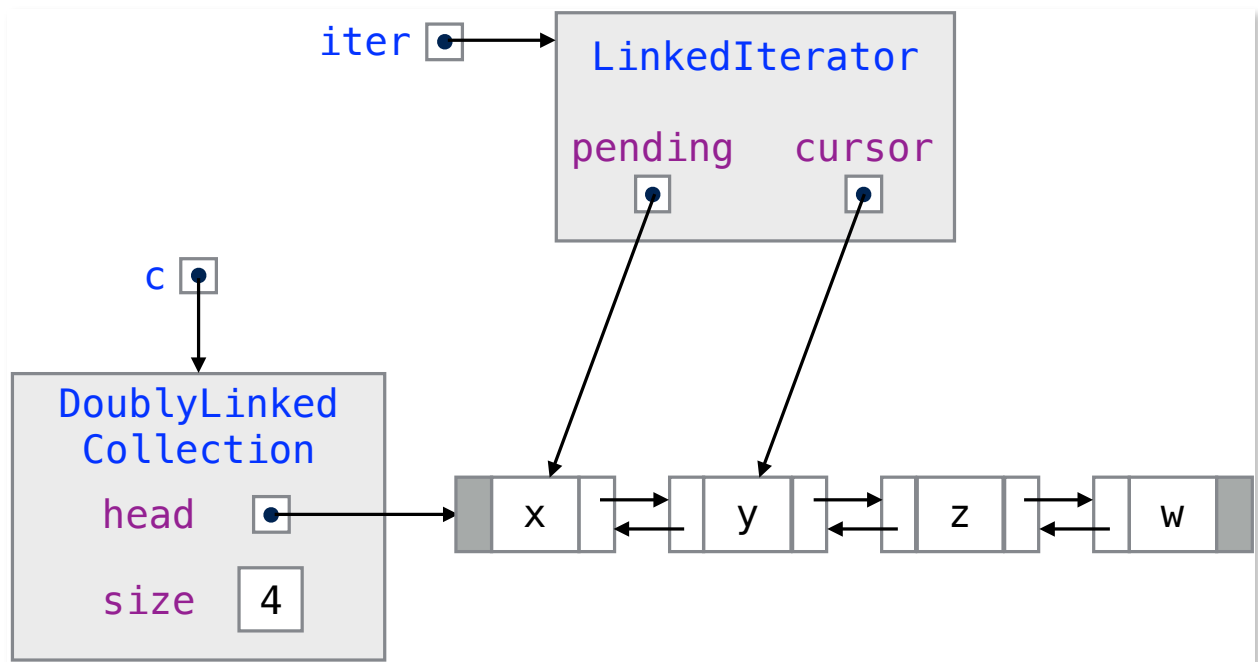 iter
LinkedIterator
pending cursor
c
DoublyLinked
Collection
head
x y z w
size 4